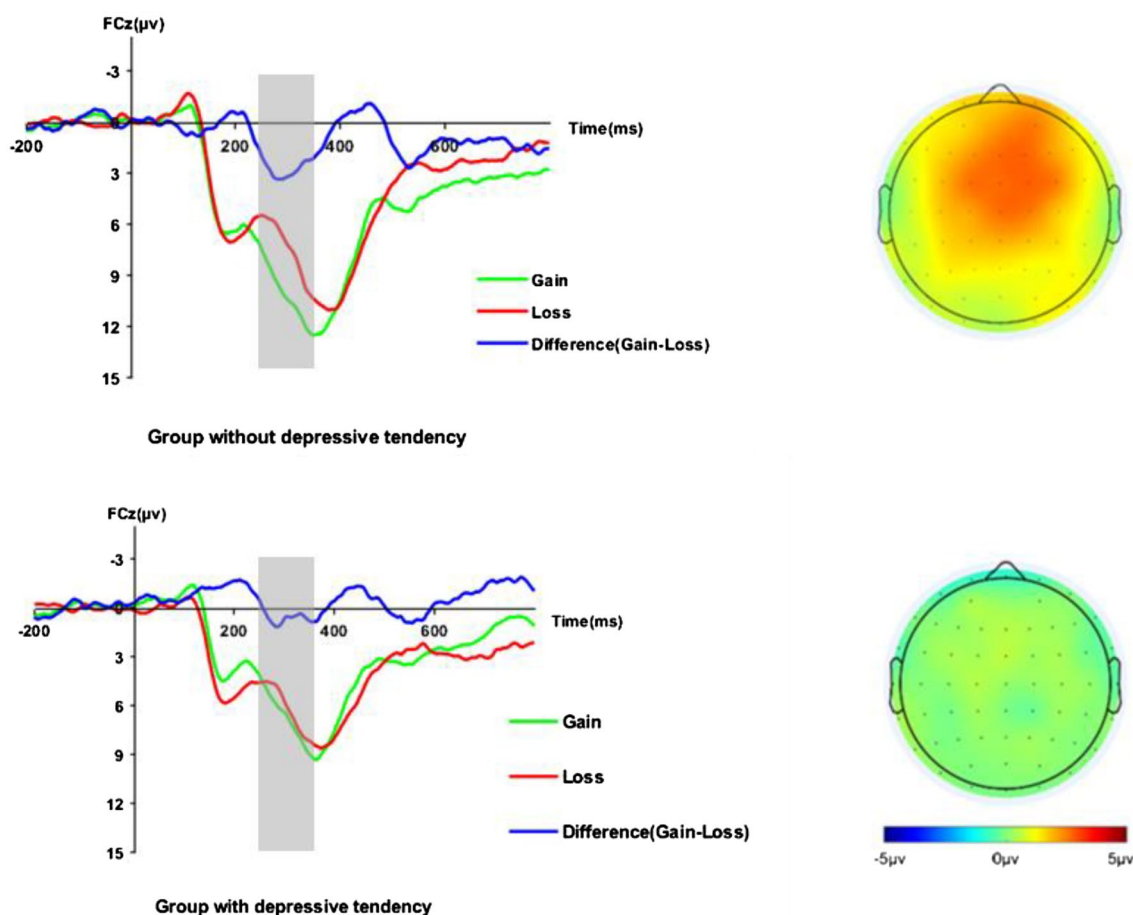 FCz(μv)
-3
-200
0
200
400
600
Time(ms)
3
6
9
12
15
Gain
Loss
Difference(Gain-Loss)
Group without depressive tendency
FCz(μv)
-3
-200
0
200
400
600
Time(ms)
3
6
9
12
15
Gain
Loss
Difference(Gain-Loss)
-5μv 0μv 5μv
Group with depressive tendency